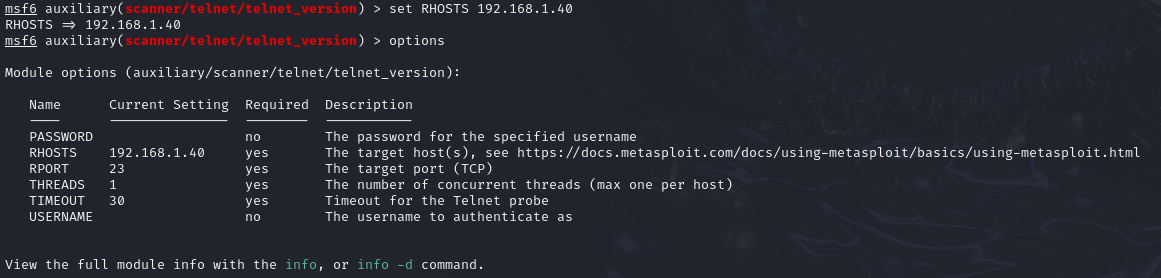 msf6 auxiliary(scanner/telnet/telnet_version) > set RHOSTS 192.168.1.40
RHOSTS ⇒ 192.168.1.40
msf6 auxiliary(scanner/telnet/telnet_version) > options
Module options (auxiliary/scanner/telnet/telnet_version):
Name Current Setting Required Description
PASSWORD no The password for the specified username
RHOSTS 192.168.1.40 yes The target host(s), see https://docs.metasploit.com/docs/using-metasploit/basics/using-metasploit.html
RPORT 23 yes The target port (TCP)
THREADS 1 yes The number of concurrent threads (max one per host)
TIMEOUT 30 yes Timeout for the Telnet probe
USERNAME no The username to authenticate as
View the full module info with the info, or info -d command.